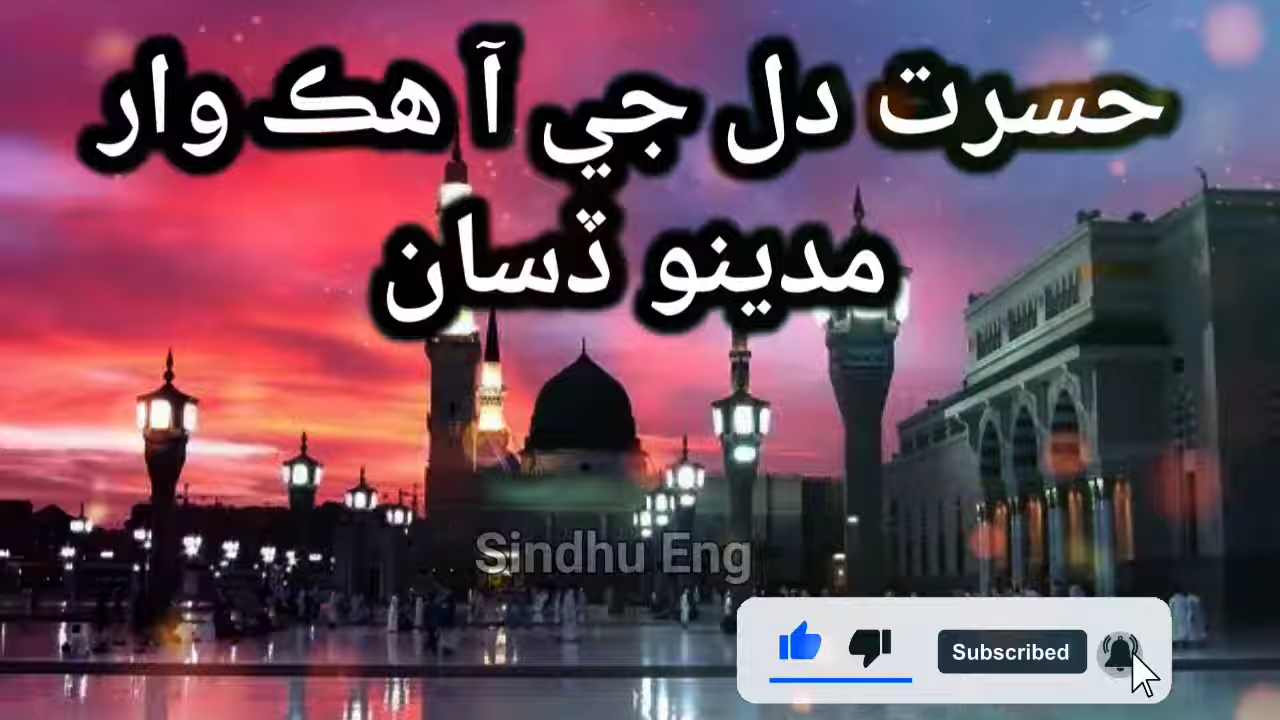 حسرت دل جي آ هڪ وار
مدينو ڏسان
Sindhu Eng
Subscribed